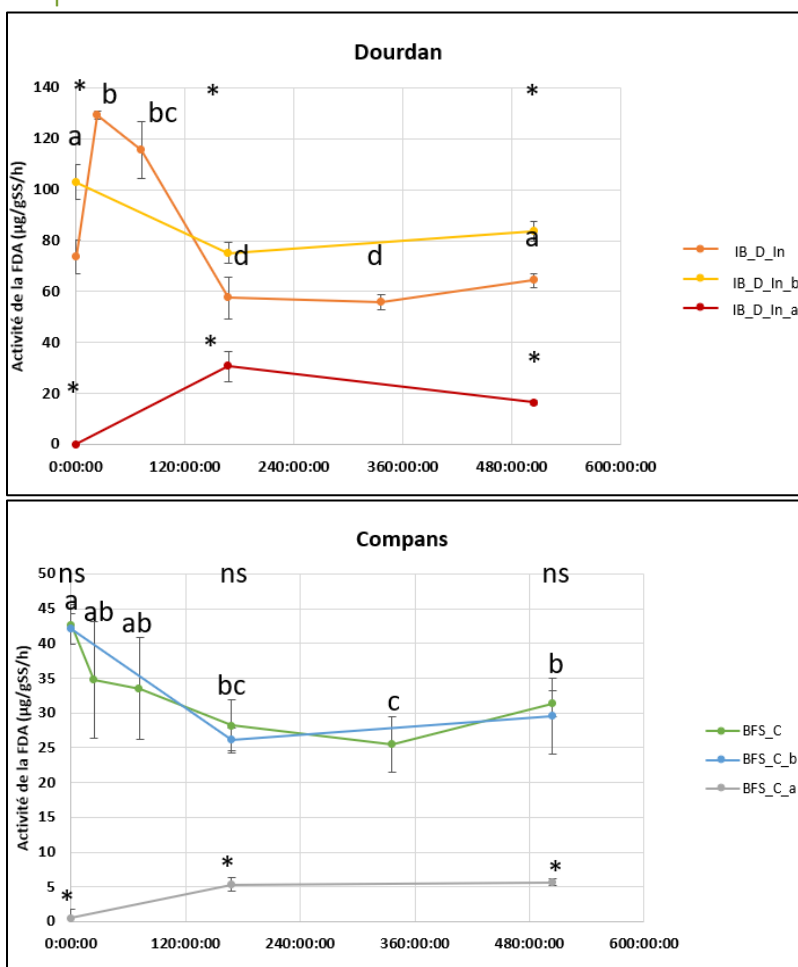 Dourdan
Activité de la FDA (µg/gSS/h)
140
120
100
80
60
40
20
0
* * *
b
bc
a
d
d
a
*
*
*
0:00:00 120:00:00 240:00:00 360:00:00 480:00:00 600:00:00
IB_D_In
IB_D_In_b
IB_D_In_a
Compans
Activité de la FDA (µg/gSS/h)
50
45
40
35
30
25
20
15
10
5
0
ns ns ns
a
ab
ab
bc
c
b
*
*
*
0:00:00 120:00:00 240:00:00 360:00:00 480:00:00 600:00:00
BFS_C
BFS_C_b
BFS_C_a